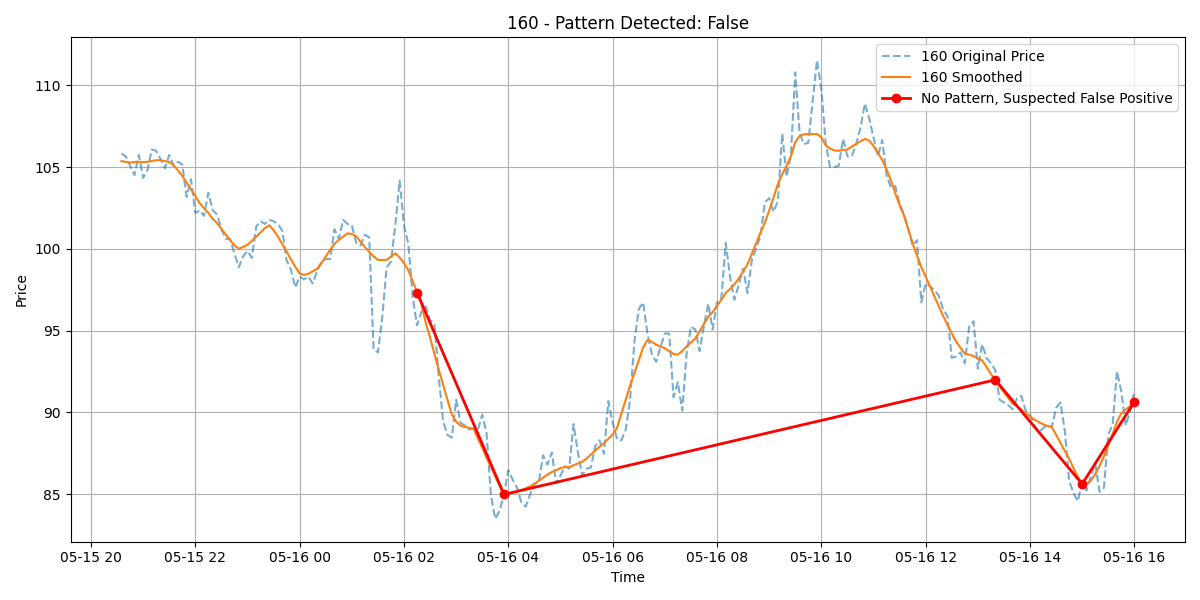 160 - Pattern Detected: False
160 Original Price
160 Smoothed
No Pattern, Suspected False Positive
Price
110
105
100
95
90
85
05-15 20 05-15 22 05-16 00 05-16 02 05-16 04 05-16 06 05-16 08 05-16 10 05-16 12 05-16 14 05-16 16
Time